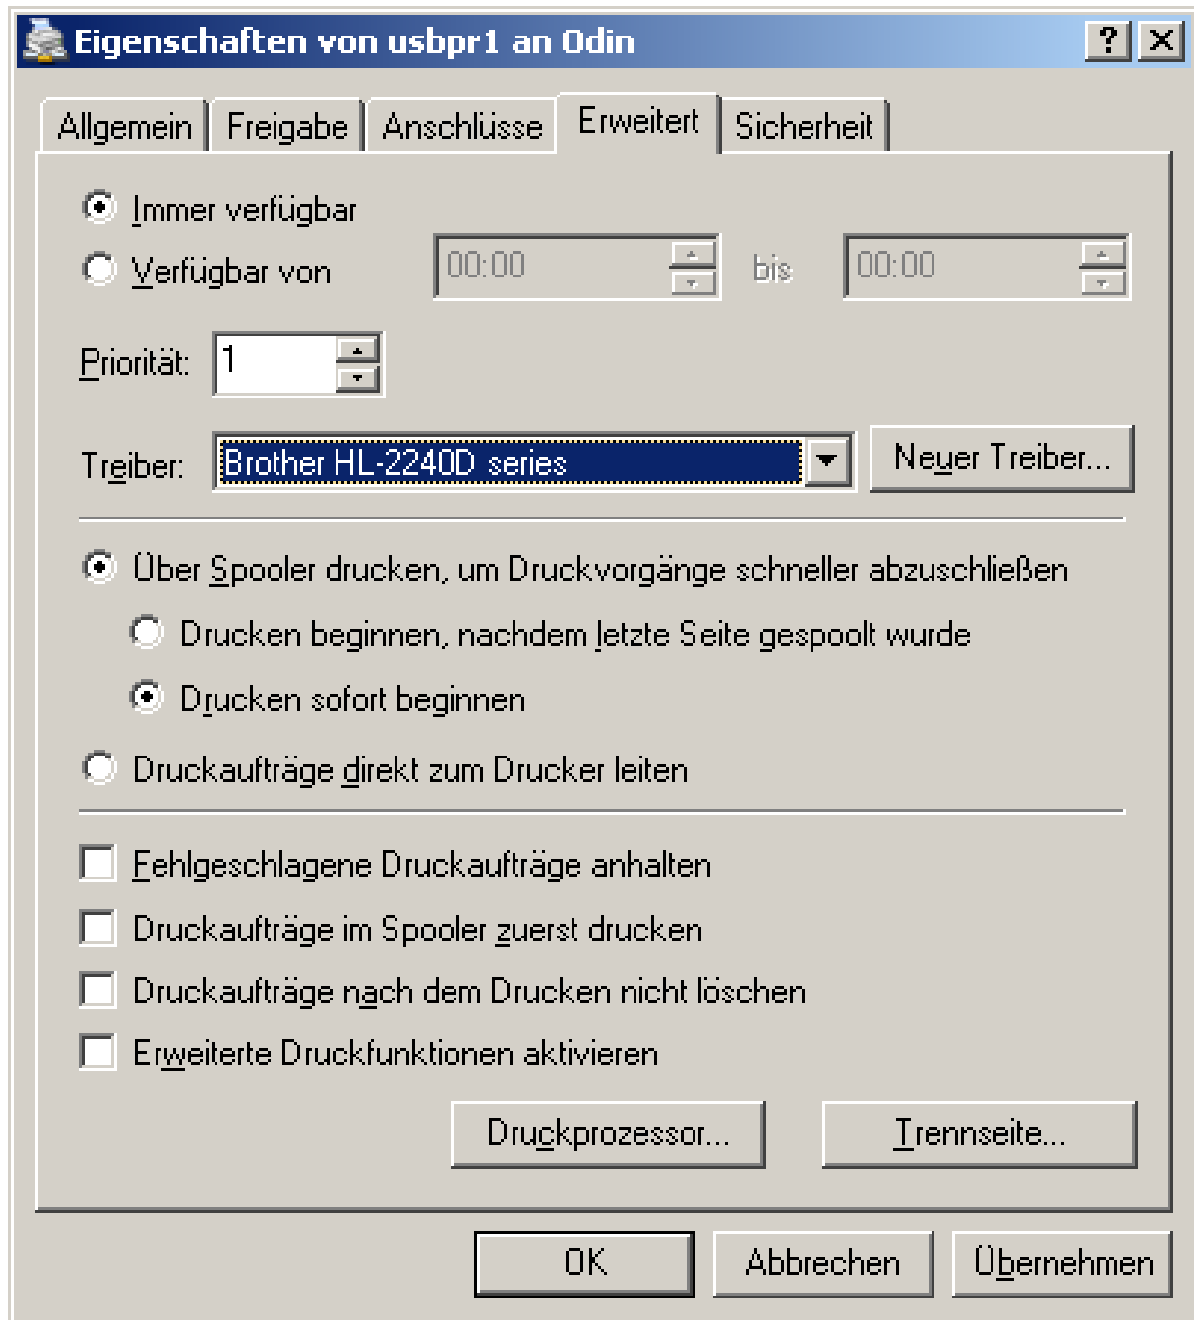 Eigenschaften von usbpr1 an Odin
Allgemein Freigabe Anschlüsse Erweitert Sicherheit
Immer verfügbar
Verfügbar von 00:00 bis 00:00
Priorität: 1
Treiber: Brother HL-2240D series Neuer Treiber...
Über Spooler drucken, um Druckvorgänge schneller abzuschließen
Drucken beginnen, nachdem letzte Seite gespoolt wurde
Drucken sofort beginnen
Druckaufträge direkt zum Drucker leiten
Fehlgeschlagene Druckaufträge anhalten
Druckaufträge im Spooler zuerst drucken
Druckaufträge nach dem Drucken nicht löschen
Erweiterte Druckfunktionen aktivieren
Druckprozessor... Trennseite...
OK Abbrechen Übernehmen